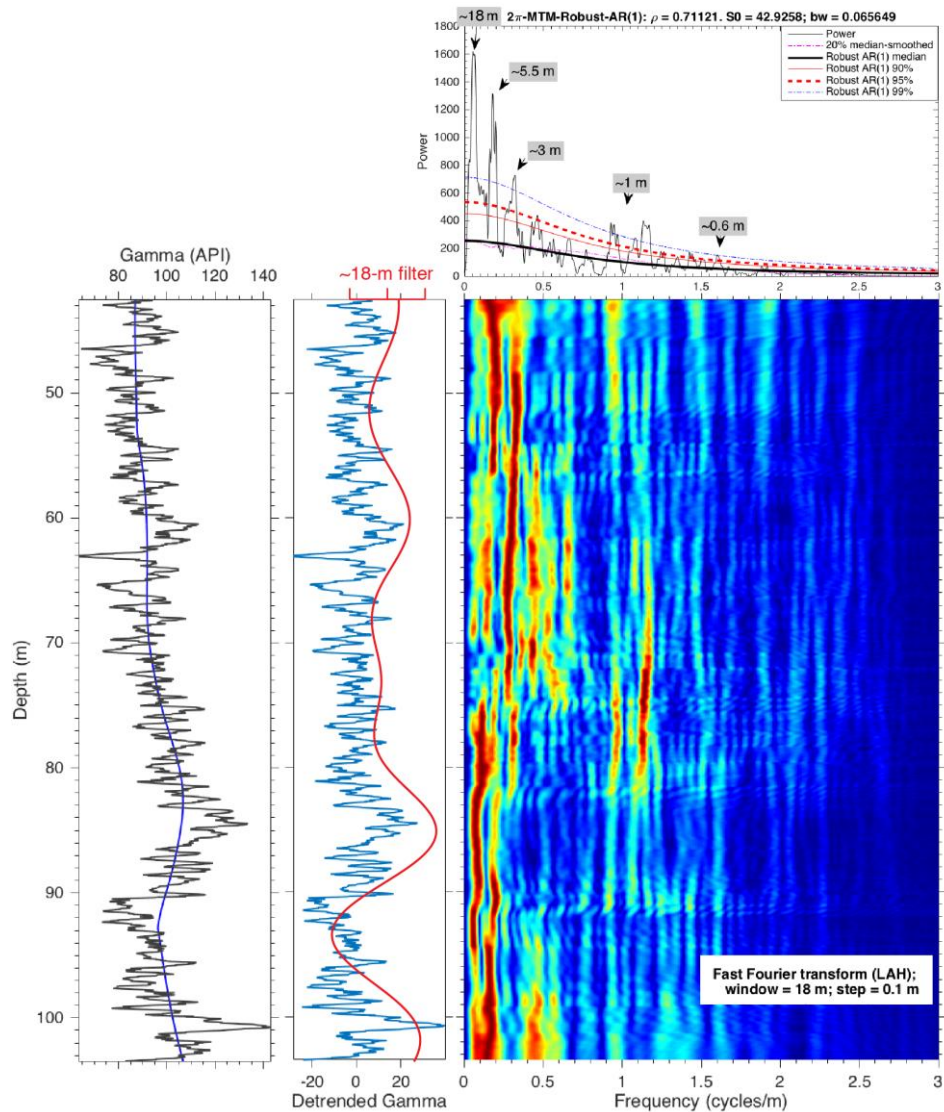 2π-MTM-Robust-AR(1): ρ = 0.71121. S0 = 42.9258; bw = 0.065649
~18 m
~5.5 m
~3 m
~1 m
~0.6 m
Power
20% median-smoothed
Robust AR(1) median
Robust AR(1) 90%
Robust AR(1) 95%
Robust AR(1) 99%
Power
1800
1600
1400
1200
1000
800
600
400
200
0
0 0.5 1 1.5 2 2.5 3
Gamma (API)
80 100 120 140
~18-m filter
Depth (m)
50
60
70
80
90
100
Fast Fourier transform (LAH);
window = 18 m; step = 0.1 m
-20 0 20
Detrended Gamma
0 0.5 1 1.5 2 2.5 3
Frequency (cycles/m)